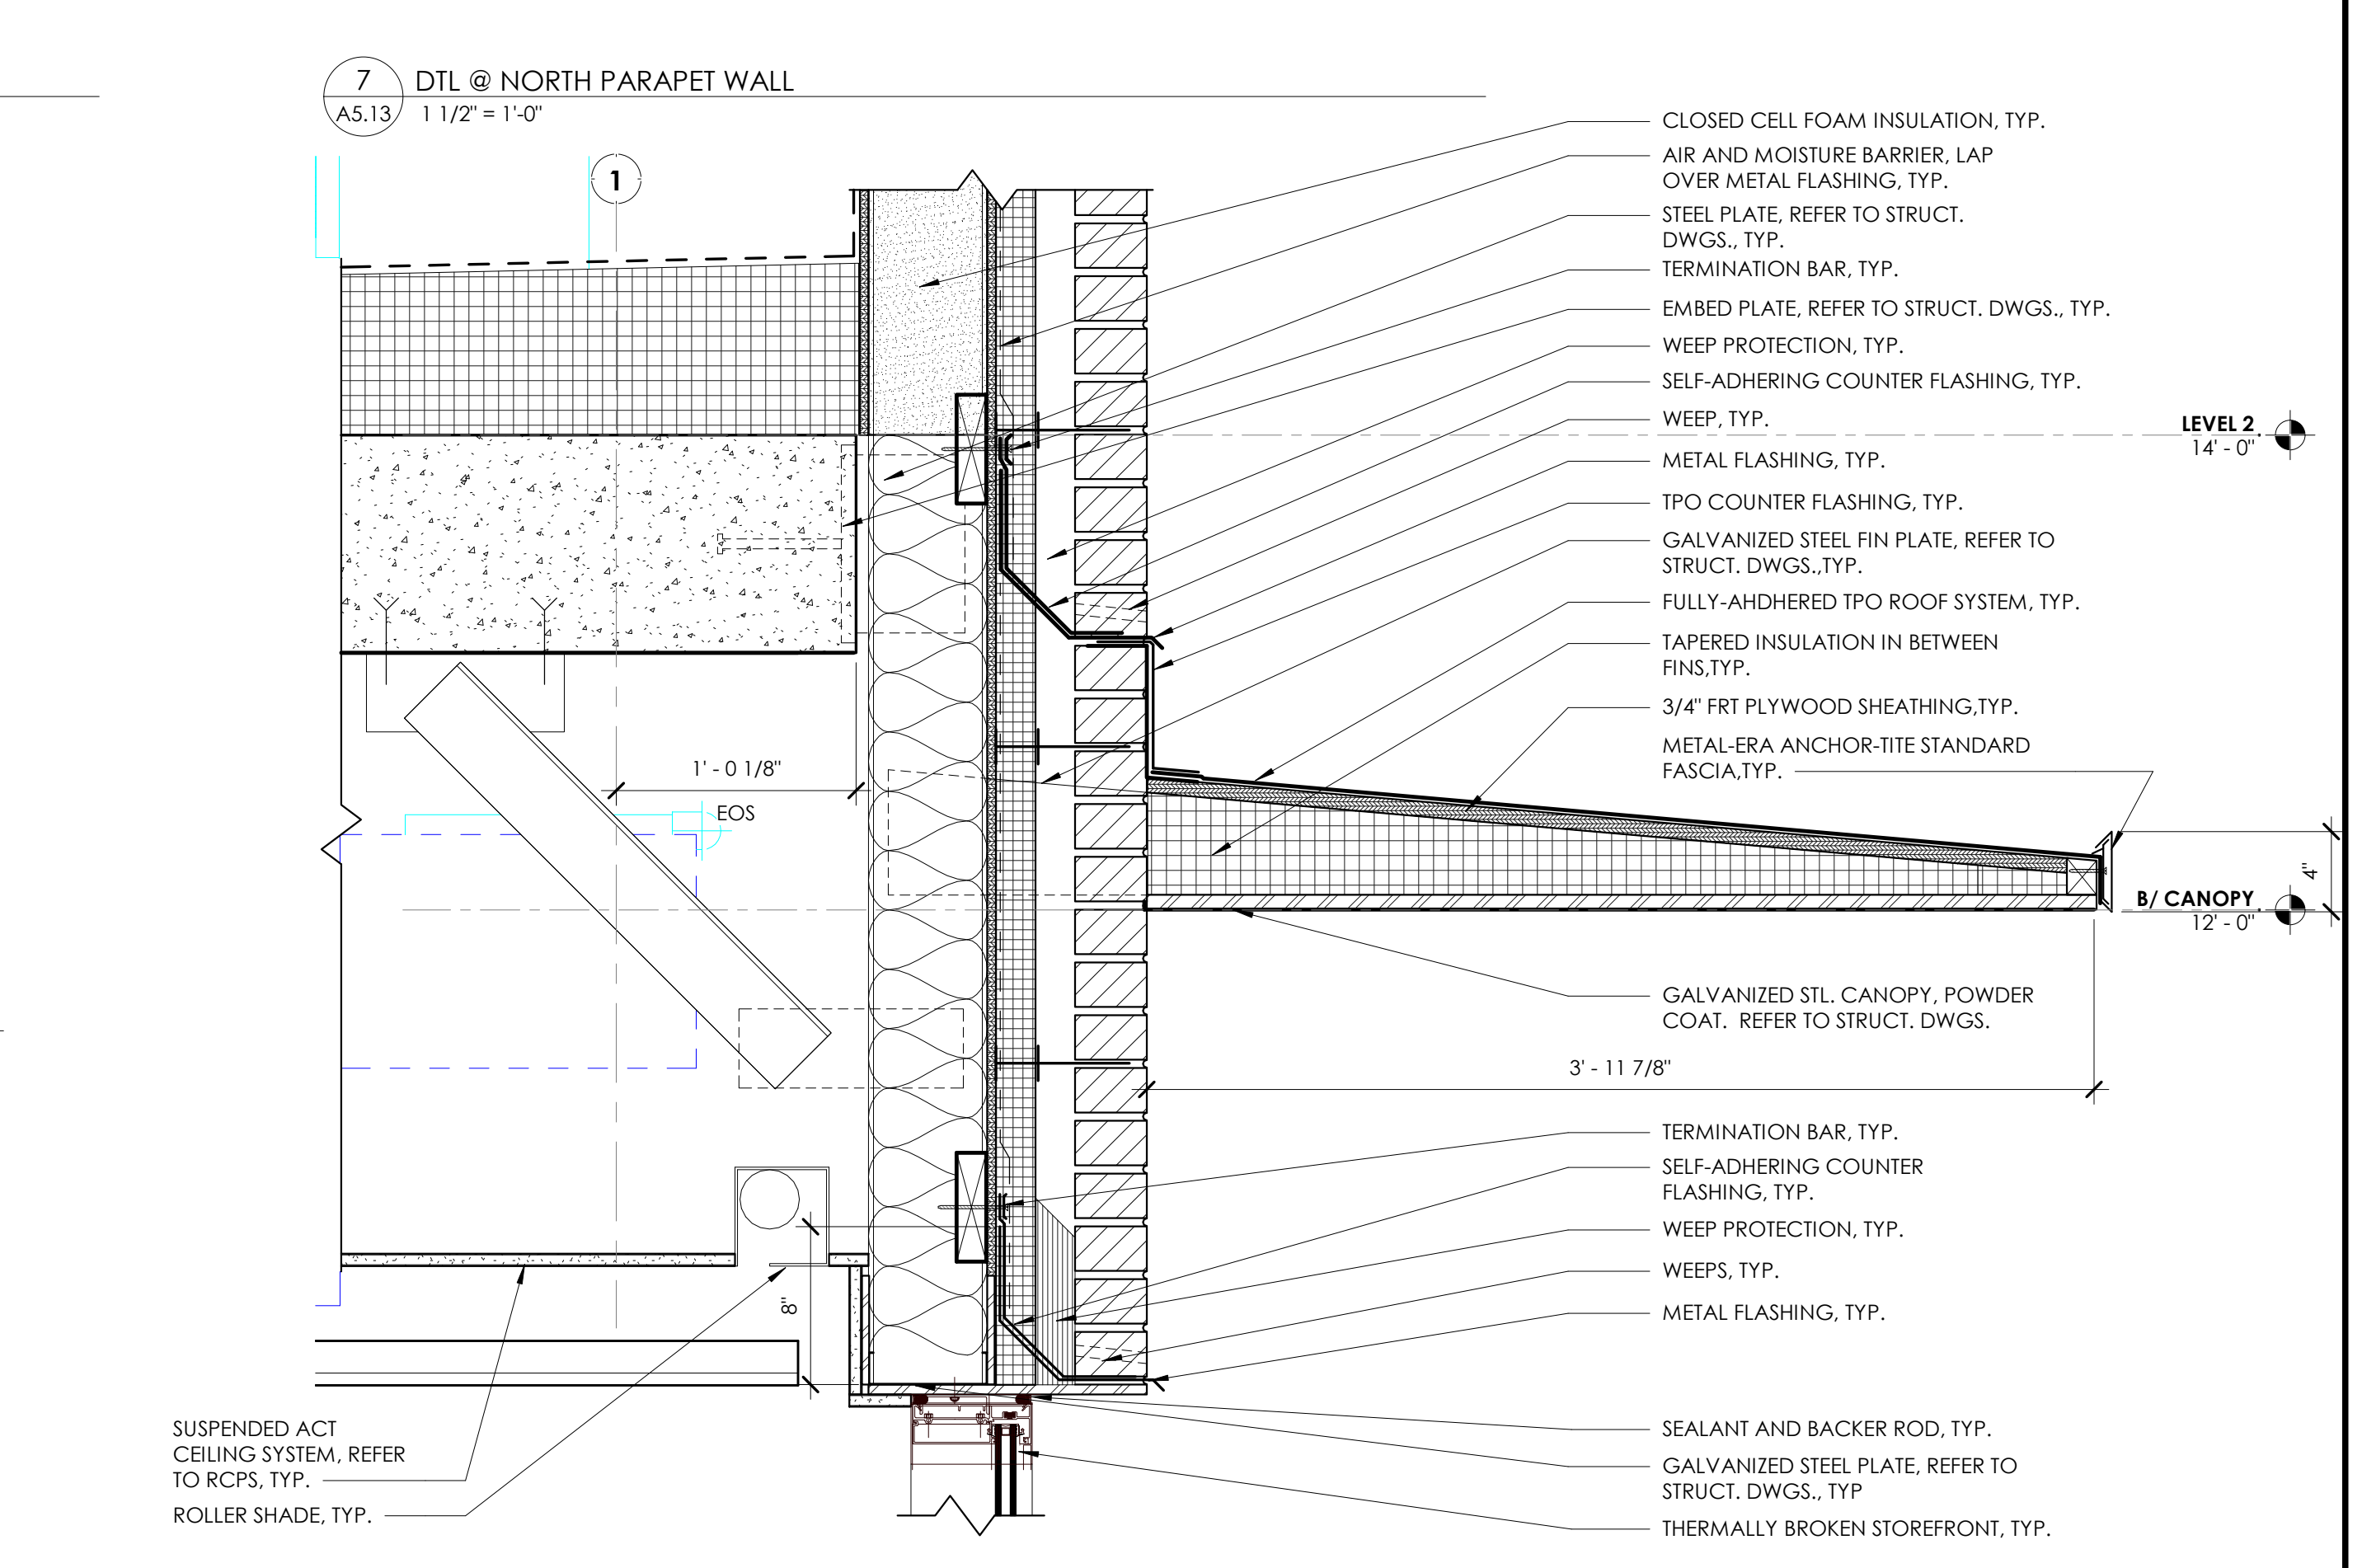 7
DTL @ NORTH PARAPET WALL
A5.13
1 1/2" = 1'-0"
1
CLOSED CELL FOAM INSULATION, TYP.
AIR AND MOISTURE BARRIER, LAP
OVER METAL FLASHING, TYP.
STEEL PLATE, REFER TO STRUCT.
DWGS., TYP.
TERMINATION BAR, TYP.
EMBED PLATE, REFER TO STRUCT. DWGS., TYP.
WEEP PROTECTION, TYP.
SELF-ADHERING COUNTER FLASHING, TYP.
WEEP, TYP.
LEVEL 2
14' - 0"
METAL FLASHING, TYP.
TPO COUNTER FLASHING, TYP.
GALVANIZED STEEL FIN PLATE, REFER TO
STRUCT. DWGS.,TYP.
FULLY-AHDHERED TPO ROOF SYSTEM, TYP.
TAPERED INSULATION IN BETWEEN
FINS,TYP.
3/4" FRT PLYWOOD SHEATHING,TYP.
METAL-ERA ANCHOR-TITE STANDARD
FASCIA,TYP.
1' - 0 1/8"
EOS
4"
B/ CANOPY
12' - 0"
GALVANIZED STL. CANOPY, POWDER
COAT.  REFER TO STRUCT. DWGS.
3' - 11 7/8"
TERMINATION BAR, TYP.
SELF-ADHERING COUNTER
FLASHING, TYP.
WEEP PROTECTION, TYP.
WEEPS, TYP.
METAL FLASHING, TYP.
8"
SUSPENDED ACT
CEILING SYSTEM, REFER
TO RCPS, TYP.
ROLLER SHADE, TYP.
SEALANT AND BACKER ROD, TYP.
GALVANIZED STEEL PLATE, REFER TO
STRUCT. DWGS., TYP
THERMALLY BROKEN STOREFRONT, TYP.